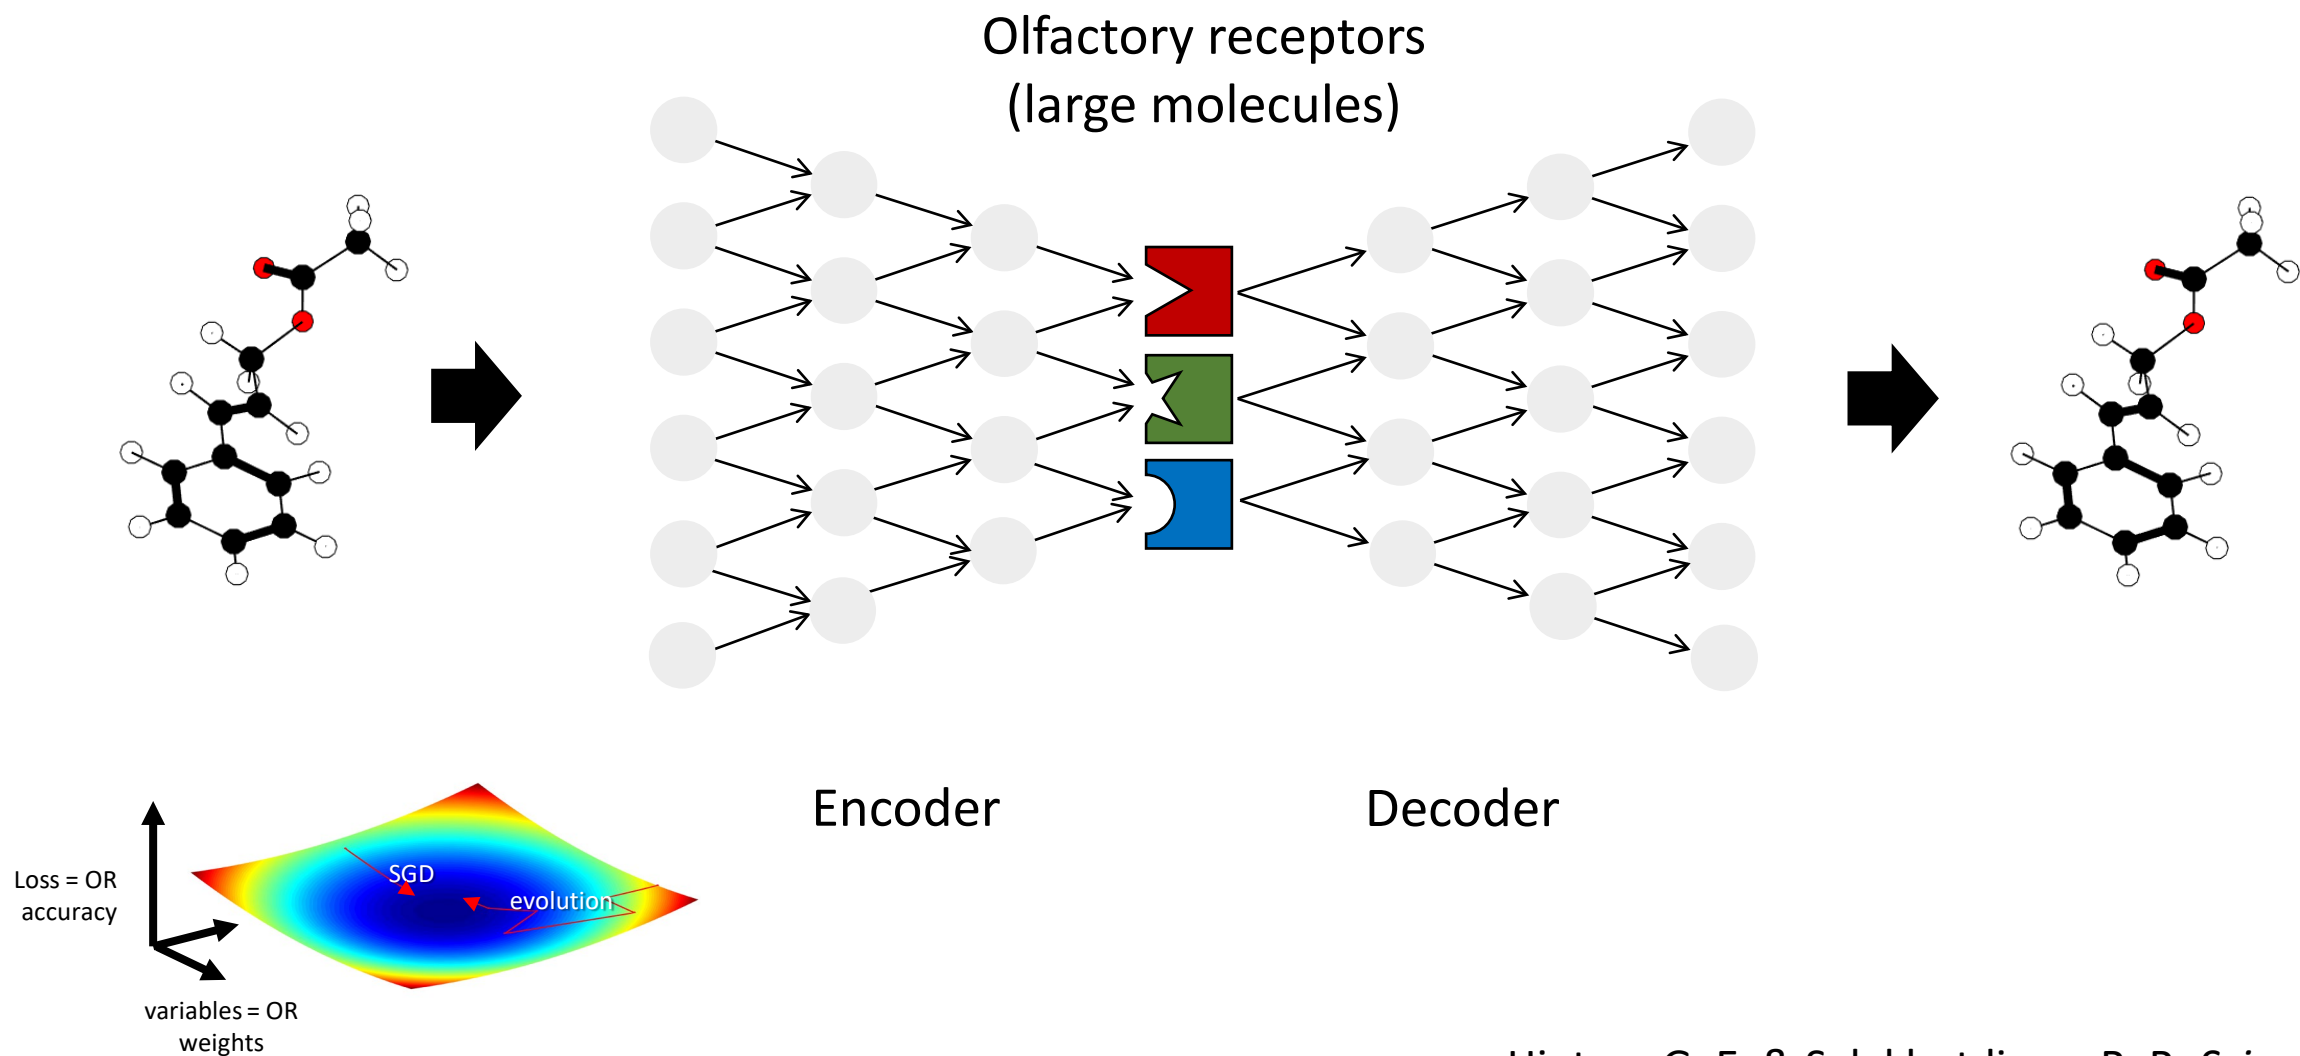 Olfactory receptors
(large molecules)
Encoder
Decoder
SGD
evolution
Loss = OR
accuracy
variables = OR
weights